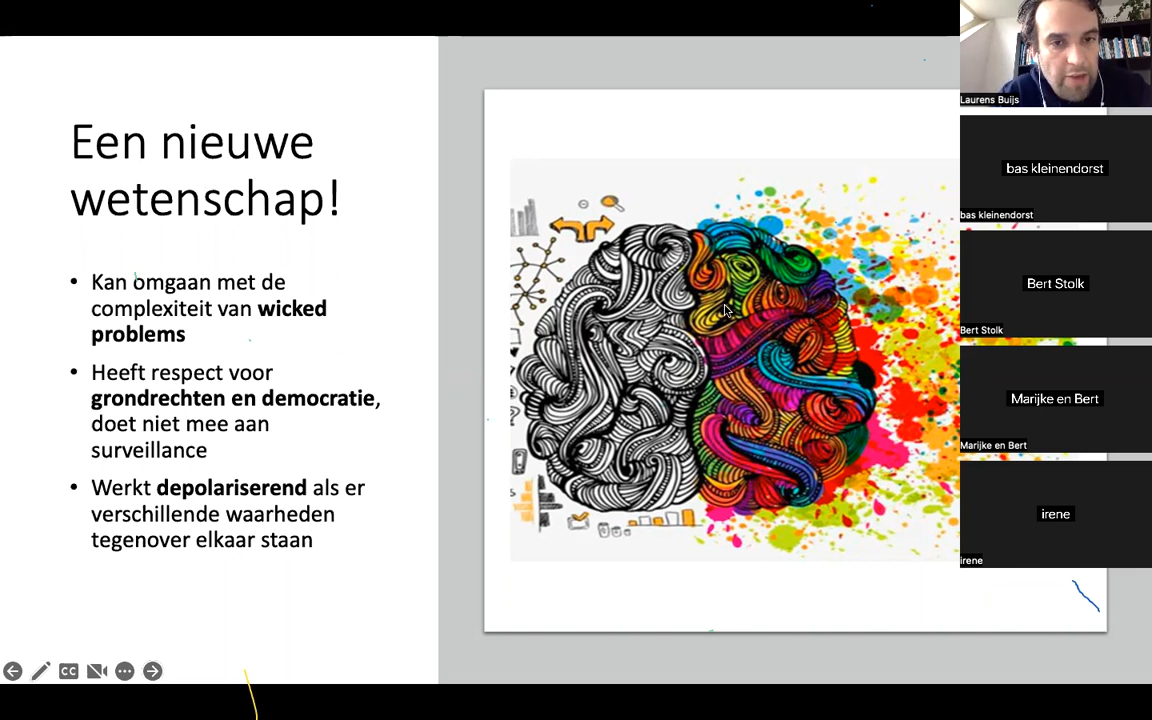 Een nieuwe
wetenschap!
• Kan omgaan met de
complexiteit van wicked
problems
• Heeft respect voor
grondrechten en democratie,
doet niet mee aan
surveillance
• Werkt depolariserend als er
verschillende waarheden
tegenover elkaar staan
CC
Laurens Buijs
bas kleinendorst
bas kleinendorst
Bert Stolk
Bert Stolk
Marijke en Bert
Marijke en Bert
irene
irene